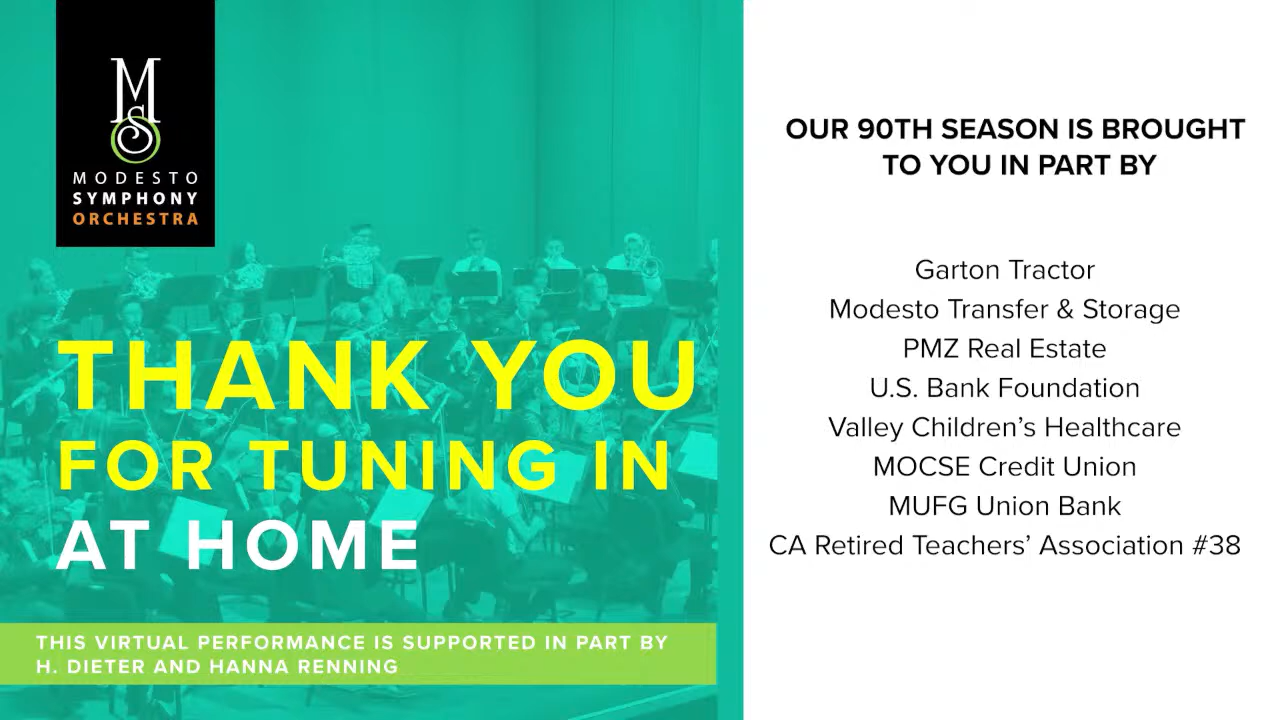 MS
MODESTO
SYMPHONY
ORCHESTRA
THANK YOU
FOR TUNING IN
AT HOME
THIS VIRTUAL PERFORMANCE IS SUPPORTED IN PART BY
H. DIETER AND HANNA RENNING
OUR 90TH SEASON IS BROUGHT
TO YOU IN PART BY
Garton Tractor
Modesto Transfer & Storage
PMZ Real Estate
U.S. Bank Foundation
Valley Children’s Healthcare
MOCSE Credit Union
MUFG Union Bank
CA Retired Teachers’ Association #38